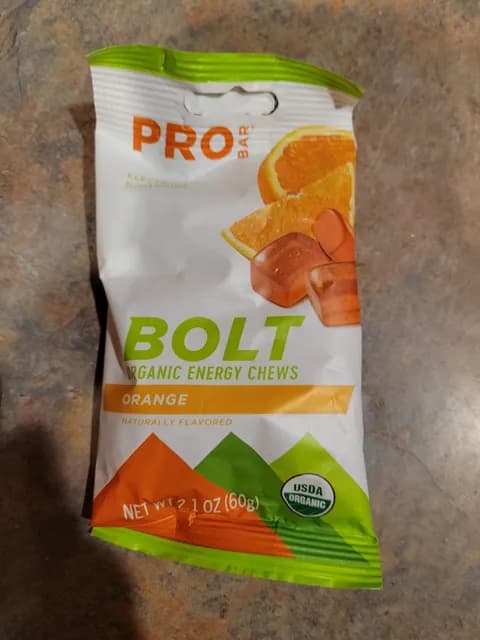 PRO
BAR
BOLT
ORGANIC ENERGY CHEWS
ORANGE
NATURALLY FLAVORED
NET WT 2.1 OZ (60g)
USDA
ORGANIC